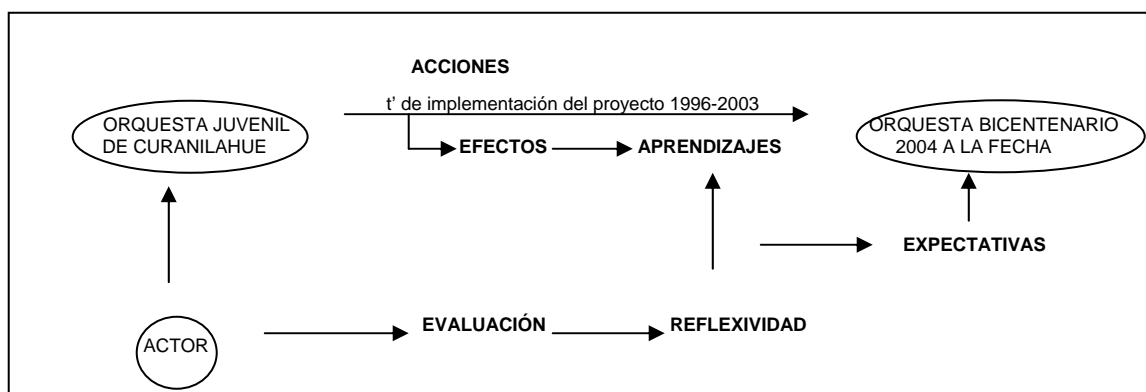 ACCIONES
t' de implementación del proyecto 1996-2003
ORQUESTA JUVENIL
DE CURANILAHUE
ORQUESTA BICENTENARIO
2004 A LA FECHA
EFECTOS
APRENDIZAJES
EXPECTATIVAS
ACTOR
EVALUACIÓN
REFLEXIVIDAD